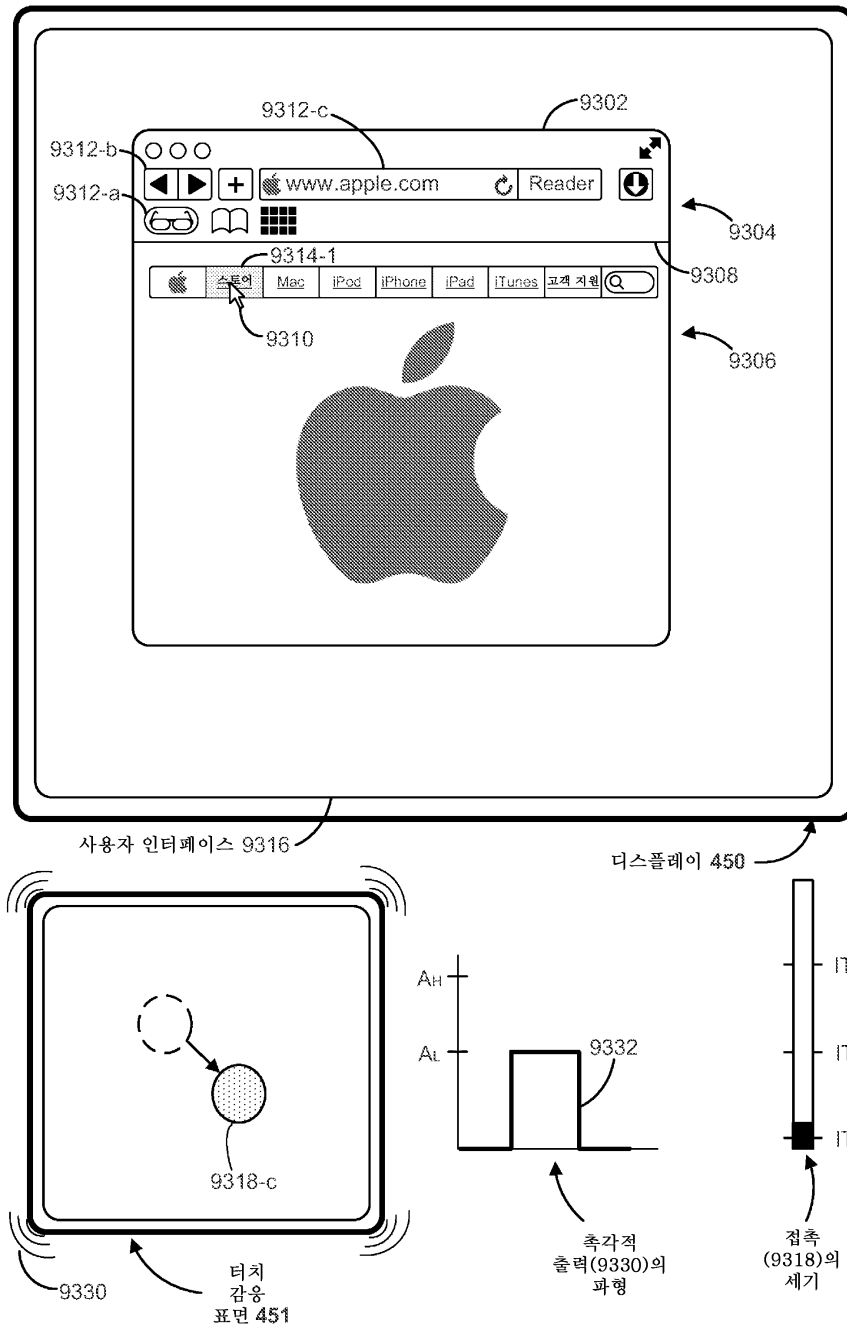 9312-c
9302
9312-b
www.apple.com
Reader
9312-a
9304
9314-1
9308
스토어
Mac
iPod
iPhone
iPad
iTunes
고객 지원
9310
9306
사용자 인터페이스 9316
디스플레이 450
AH
AL
9332
IT
IT
IT
9318-c
9330
터치
감응
표면 451
촉각적
출력(9330)의
파형
접촉
(9318)의
세기